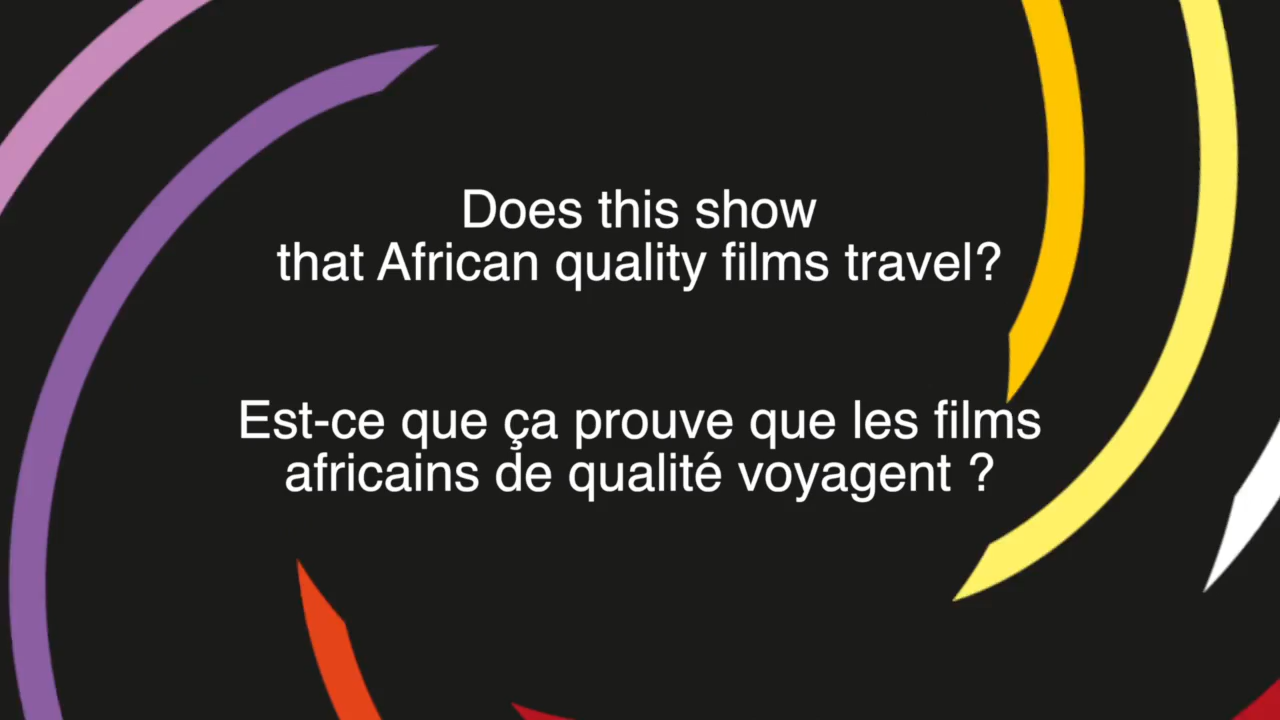 Does this show
that African quality films travel?
Est-ce que ça prouve que les films
africains de qualité voyagent ?